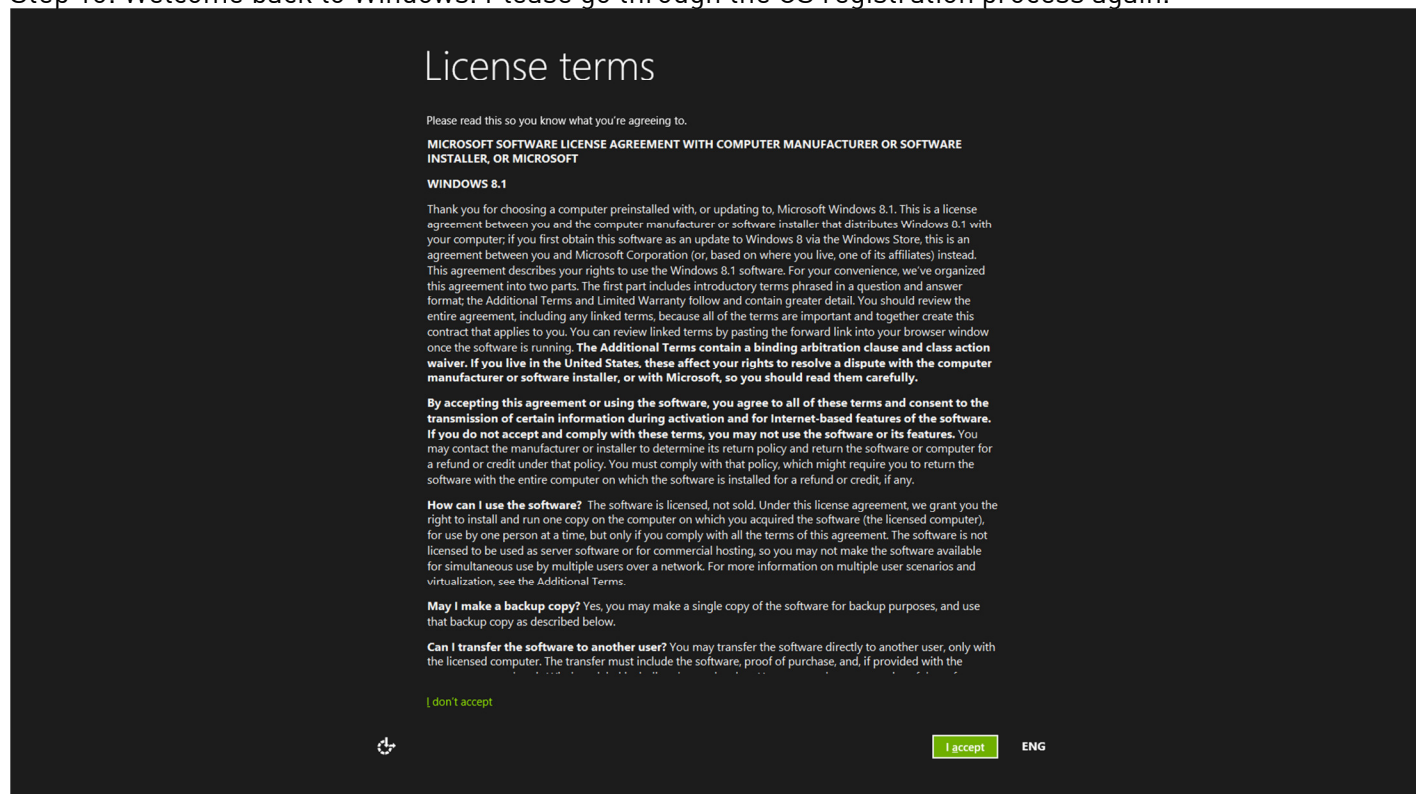 Step 10: Welcome back to Windows! Please go through the OS registration process again.
License terms
Please read this so you know what you're agreeing to.
MICROSOFT SOFTWARE LICENSE AGREEMENT WITH COMPUTER MANUFACTURER OR SOFTWARE
INSTALLER, OR MICROSOFT
WINDOWS 8.1
Thank you for choosing a computer preinstalled with, or updating to, Microsoft Windows 8.1. This is a license
agreement between you and the computer manufacturer or software installer that distributes Windows 8.1 with
your computer; if you first obtain this software as an update to Windows 8 via the Windows Store, this is an
agreement between you and Microsoft Corporation (or, based on where you live, one of its affiliates) instead.
This agreement describes your rights to use the Windows 8.1 software. For your convenience, we've organized
this agreement into two parts. The first part includes introductory terms phrased in a question and answer
format; the Additional Terms and Limited Warranty follow and contain greater detail. You should review the
entire agreement, including any linked terms, because all of the terms are important and together create this
contract that applies to you. You can review linked terms by pasting the forward link into your browser window
once the software is running. The Additional Terms contain a binding arbitration clause and class action
waiver. If you live in the United States, these affect your rights to resolve a dispute with the computer
manufacturer or software installer, or with Microsoft, so you should read them carefully.
By accepting this agreement or using the software, you agree to all of these terms and consent to the
transmission of certain information during activation and for Internet-based features of the software.
If you do not accept and comply with these terms, you may not use the software or its features. You
may contact the manufacturer or installer to determine its return policy and return the software or computer for
a refund or credit under that policy. You must comply with that policy, which might require you to return the
software with the entire computer on which the software is installed for a refund or credit, if any.
How can I use the software? The software is licensed, not sold. Under this license agreement, we grant you the
right to install and run one copy on the computer on which you acquired the software (the licensed computer),
for use by one person at a time, but only if you comply with all the terms of this agreement. The software is not
licensed to be used as server software or for commercial hosting, so you may not make the software available
for simultaneous use by multiple users over a network. For more information on multiple user scenarios and
virtualization, see the Additional Terms.
May I make a backup copy? Yes, you may make a single copy of the software for backup purposes, and use
that backup copy as described below.
Can I transfer the software to another user? You may transfer the software directly to another user, only with
the licensed computer. The transfer must include the software, proof of purchase, and, if provided with the
I don't accept
I accept
ENG